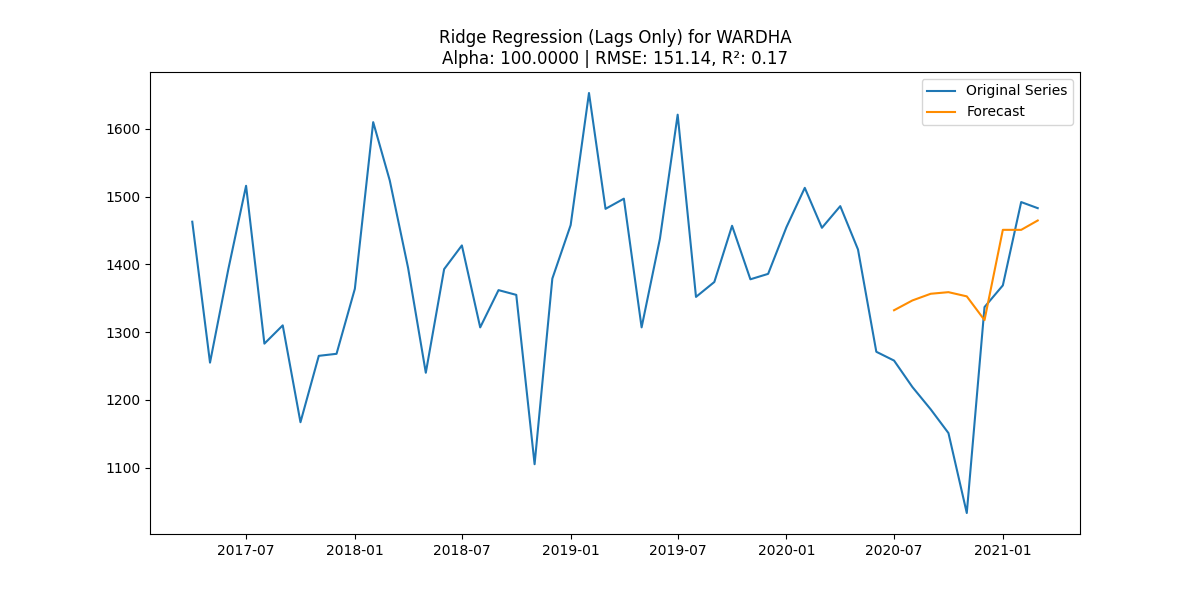 Ridge Regression (Lags Only) for WARDHA
Alpha: 100.0000 | RMSE: 151.14, R²: 0.17
Original Series
Forecast
1600
1500
1400
1300
1200
1100
2017-07 2018-01 2018-07 2019-01 2019-07 2020-01 2020-07 2021-01